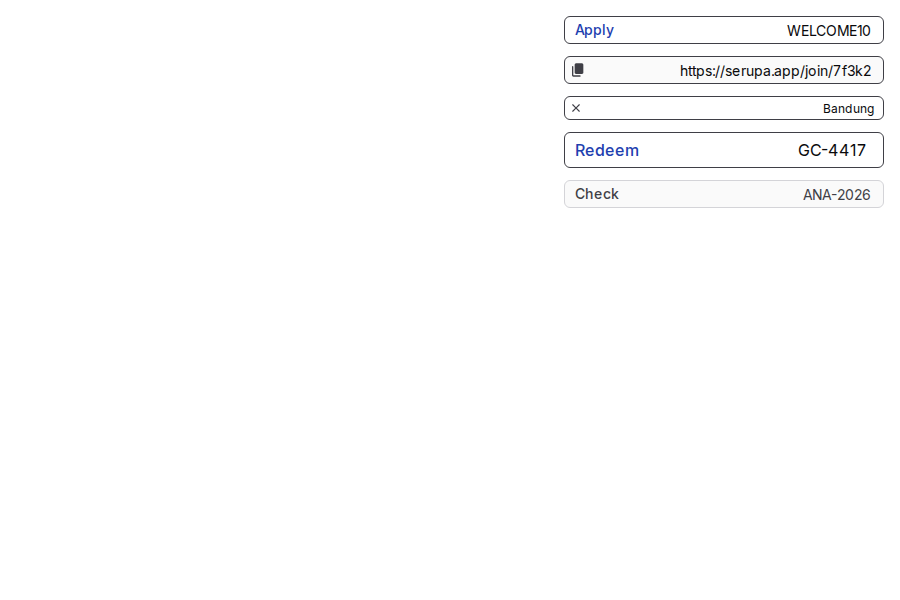 Apply WELCOME10
https://serupa.app/join/7f3k2
Bandung
Redeem GC-4417
Check ANA-2026